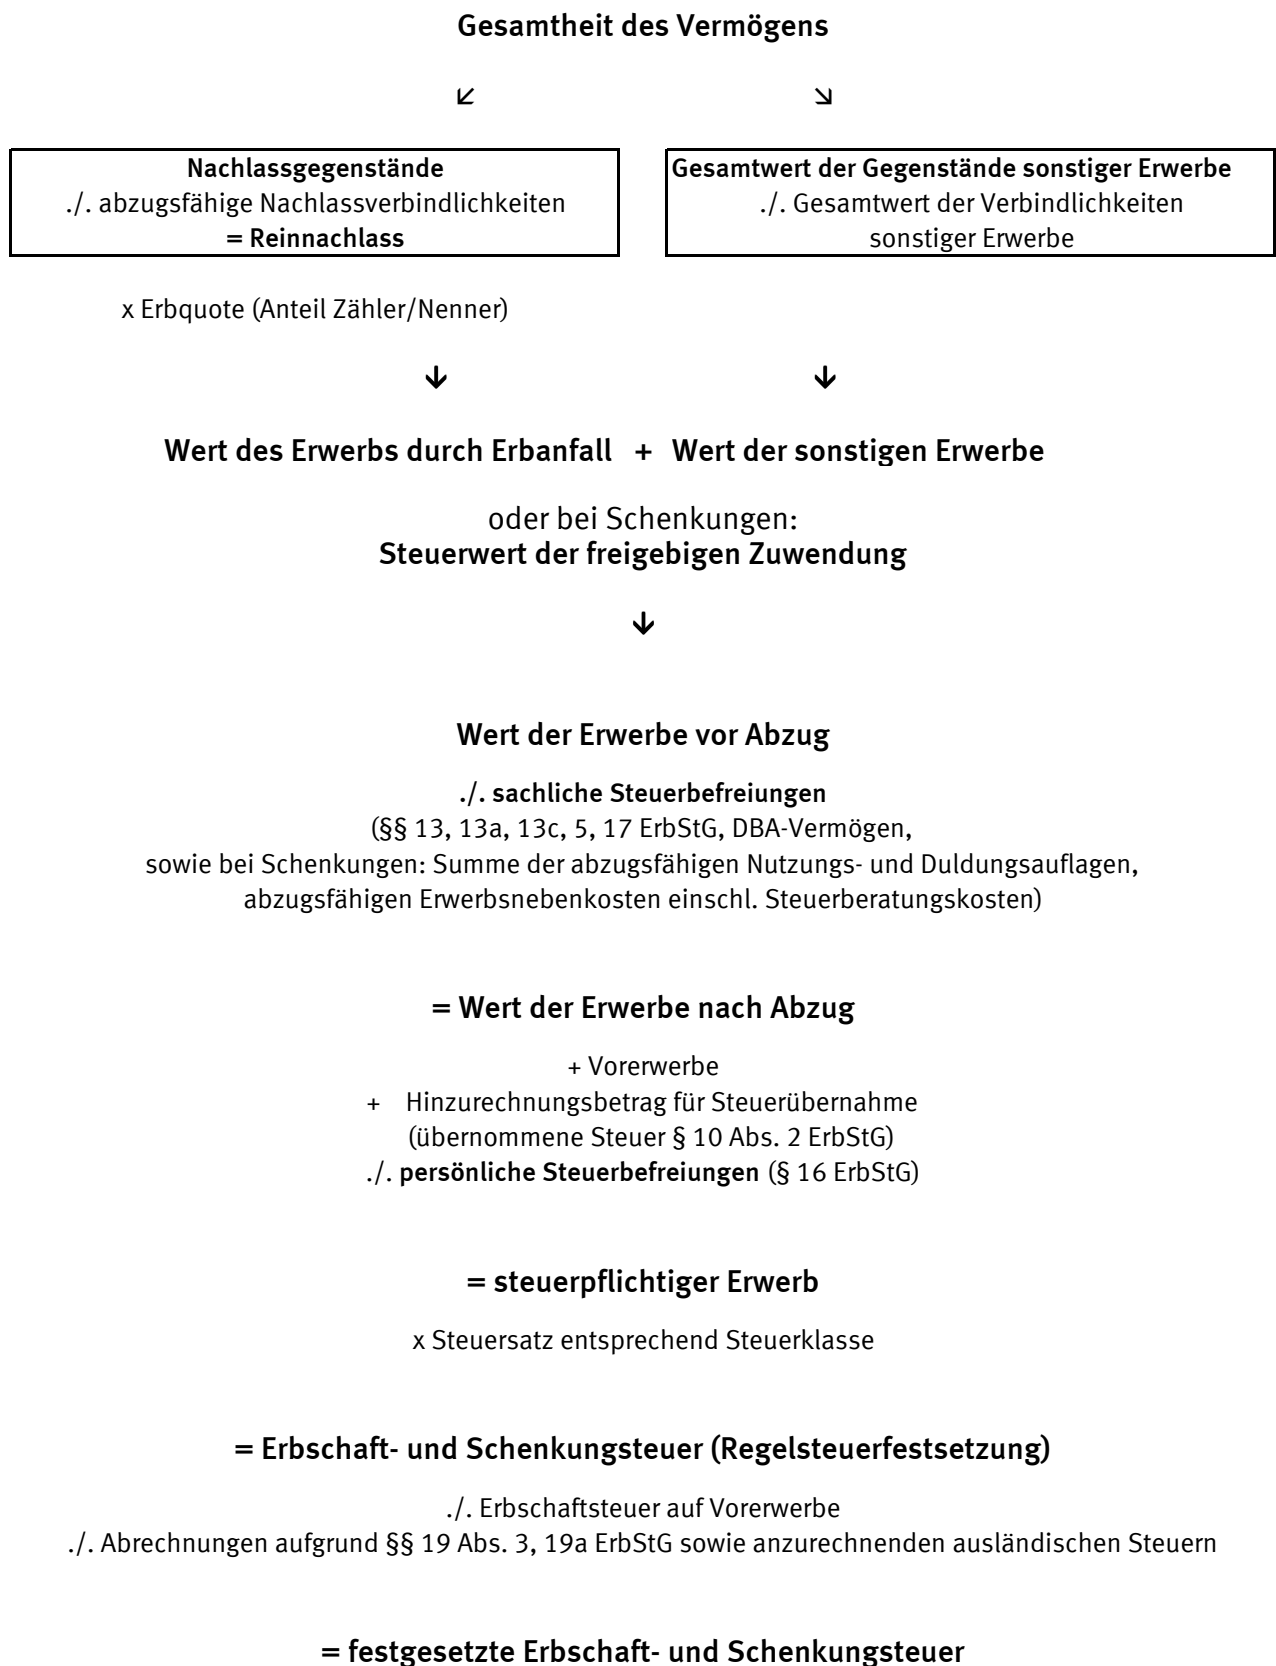 Gesamtheit des Vermögens
↙ ↘
Nachlassgegenstände
./. abzugsfähige Nachlassverbindlichkeiten
= Reinnachlass
Gesamtwert der Gegenstände sonstiger Erwerbe
./. Gesamtwert der Verbindlichkeiten
sonstiger Erwerbe
x Erbquote (Anteil Zähler/Nenner)
↓ ↓
Wert des Erwerbs durch Erbanfall + Wert der sonstigen Erwerbe
oder bei Schenkungen:
Steuerwert der freigebigen Zuwendung
↓
Wert der Erwerbe vor Abzug
./. sachliche Steuerbefreiungen
(§§ 13, 13a, 13c, 5, 17 ErbStG, DBA-Vermögen,
sowie bei Schenkungen: Summe der abzugsfähigen Nutzungs- und Duldungsauflagen,
abzugsfähigen Erwerbsnebenkosten einschl. Steuerberatungskosten)
= Wert der Erwerbe nach Abzug
+ Vorerwerbe
+ Hinzurechnungsbetrag für Steuerübernahme
(übernommene Steuer § 10 Abs. 2 ErbStG)
./. persönliche Steuerbefreiungen (§ 16 ErbStG)
= steuerpflichtiger Erwerb
x Steuersatz entsprechend Steuerklasse
= Erbschaft- und Schenkungsteuer (Regelsteuerfestsetzung)
./. Erbschaftsteuer auf Vorerwerbe
./. Abrechnungen aufgrund §§ 19 Abs. 3, 19a ErbStG sowie anzurechnenden ausländischen Steuern
= festgesetzte Erbschaft- und Schenkungsteuer